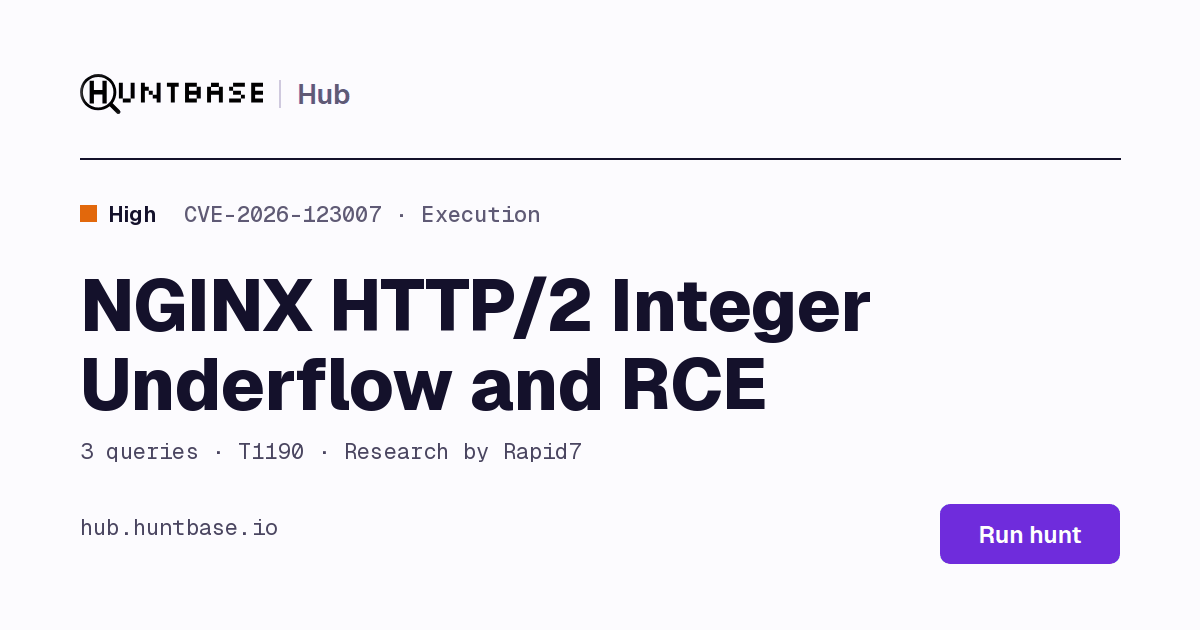 HUNTBASE | Hub
High CVE-2026-123007 · Execution
NGINX HTTP/2 Integer
Underflow and RCE
3 queries · T1190 · Research by Rapid7
hub.huntbase.io
Run hunt